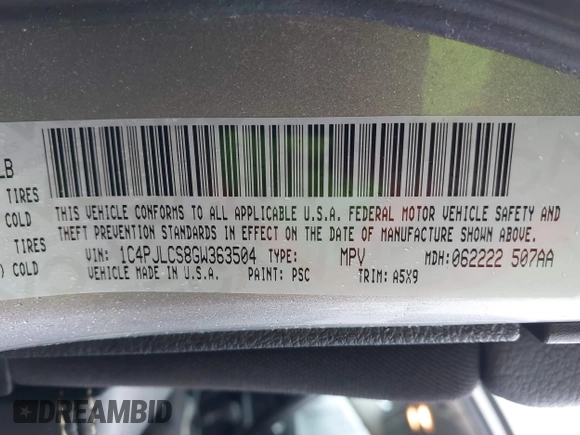 LB
TIRES
COLD
TIRES
) COLD
THIS VEHICLE CONFORMS TO ALL APPLICABLE U.S.A. FEDERAL MOTOR VEHICLE SAFETY AND
THEFT PREVENTION STANDARDS IN EFFECT ON THE DATE OF MANUFACTURE SHOWN ABOVE.
VIN: 1C4PJLCS8GW363504 TYPE: MPV MDH: 062222 507AA
VEHICLE MADE IN U.S.A. PAINT: PSC TRIM: A5X9
DREAMBID